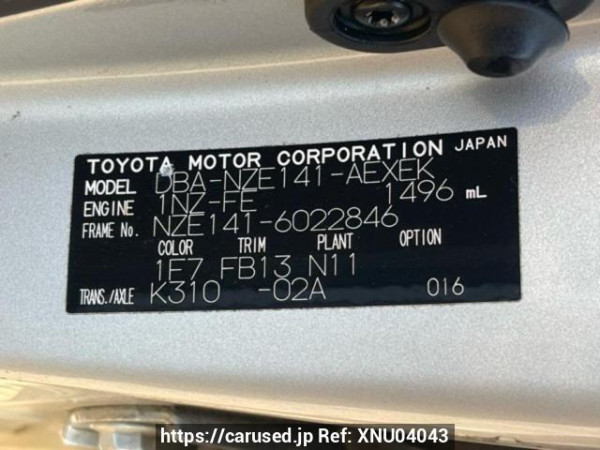 TOYOTA MOTOR CORPORATION JAPAN
MODEL DBA-NZE141-AEXEK
ENGINE 1NZ-FE 1496 mL
FRAME No. NZE141-6022846
COLOR TRIM PLANT OPTION
1E7 FB13 N11
TRANS./AXLE K310 -02A 016
https://carused.jp Ref: XNU04043